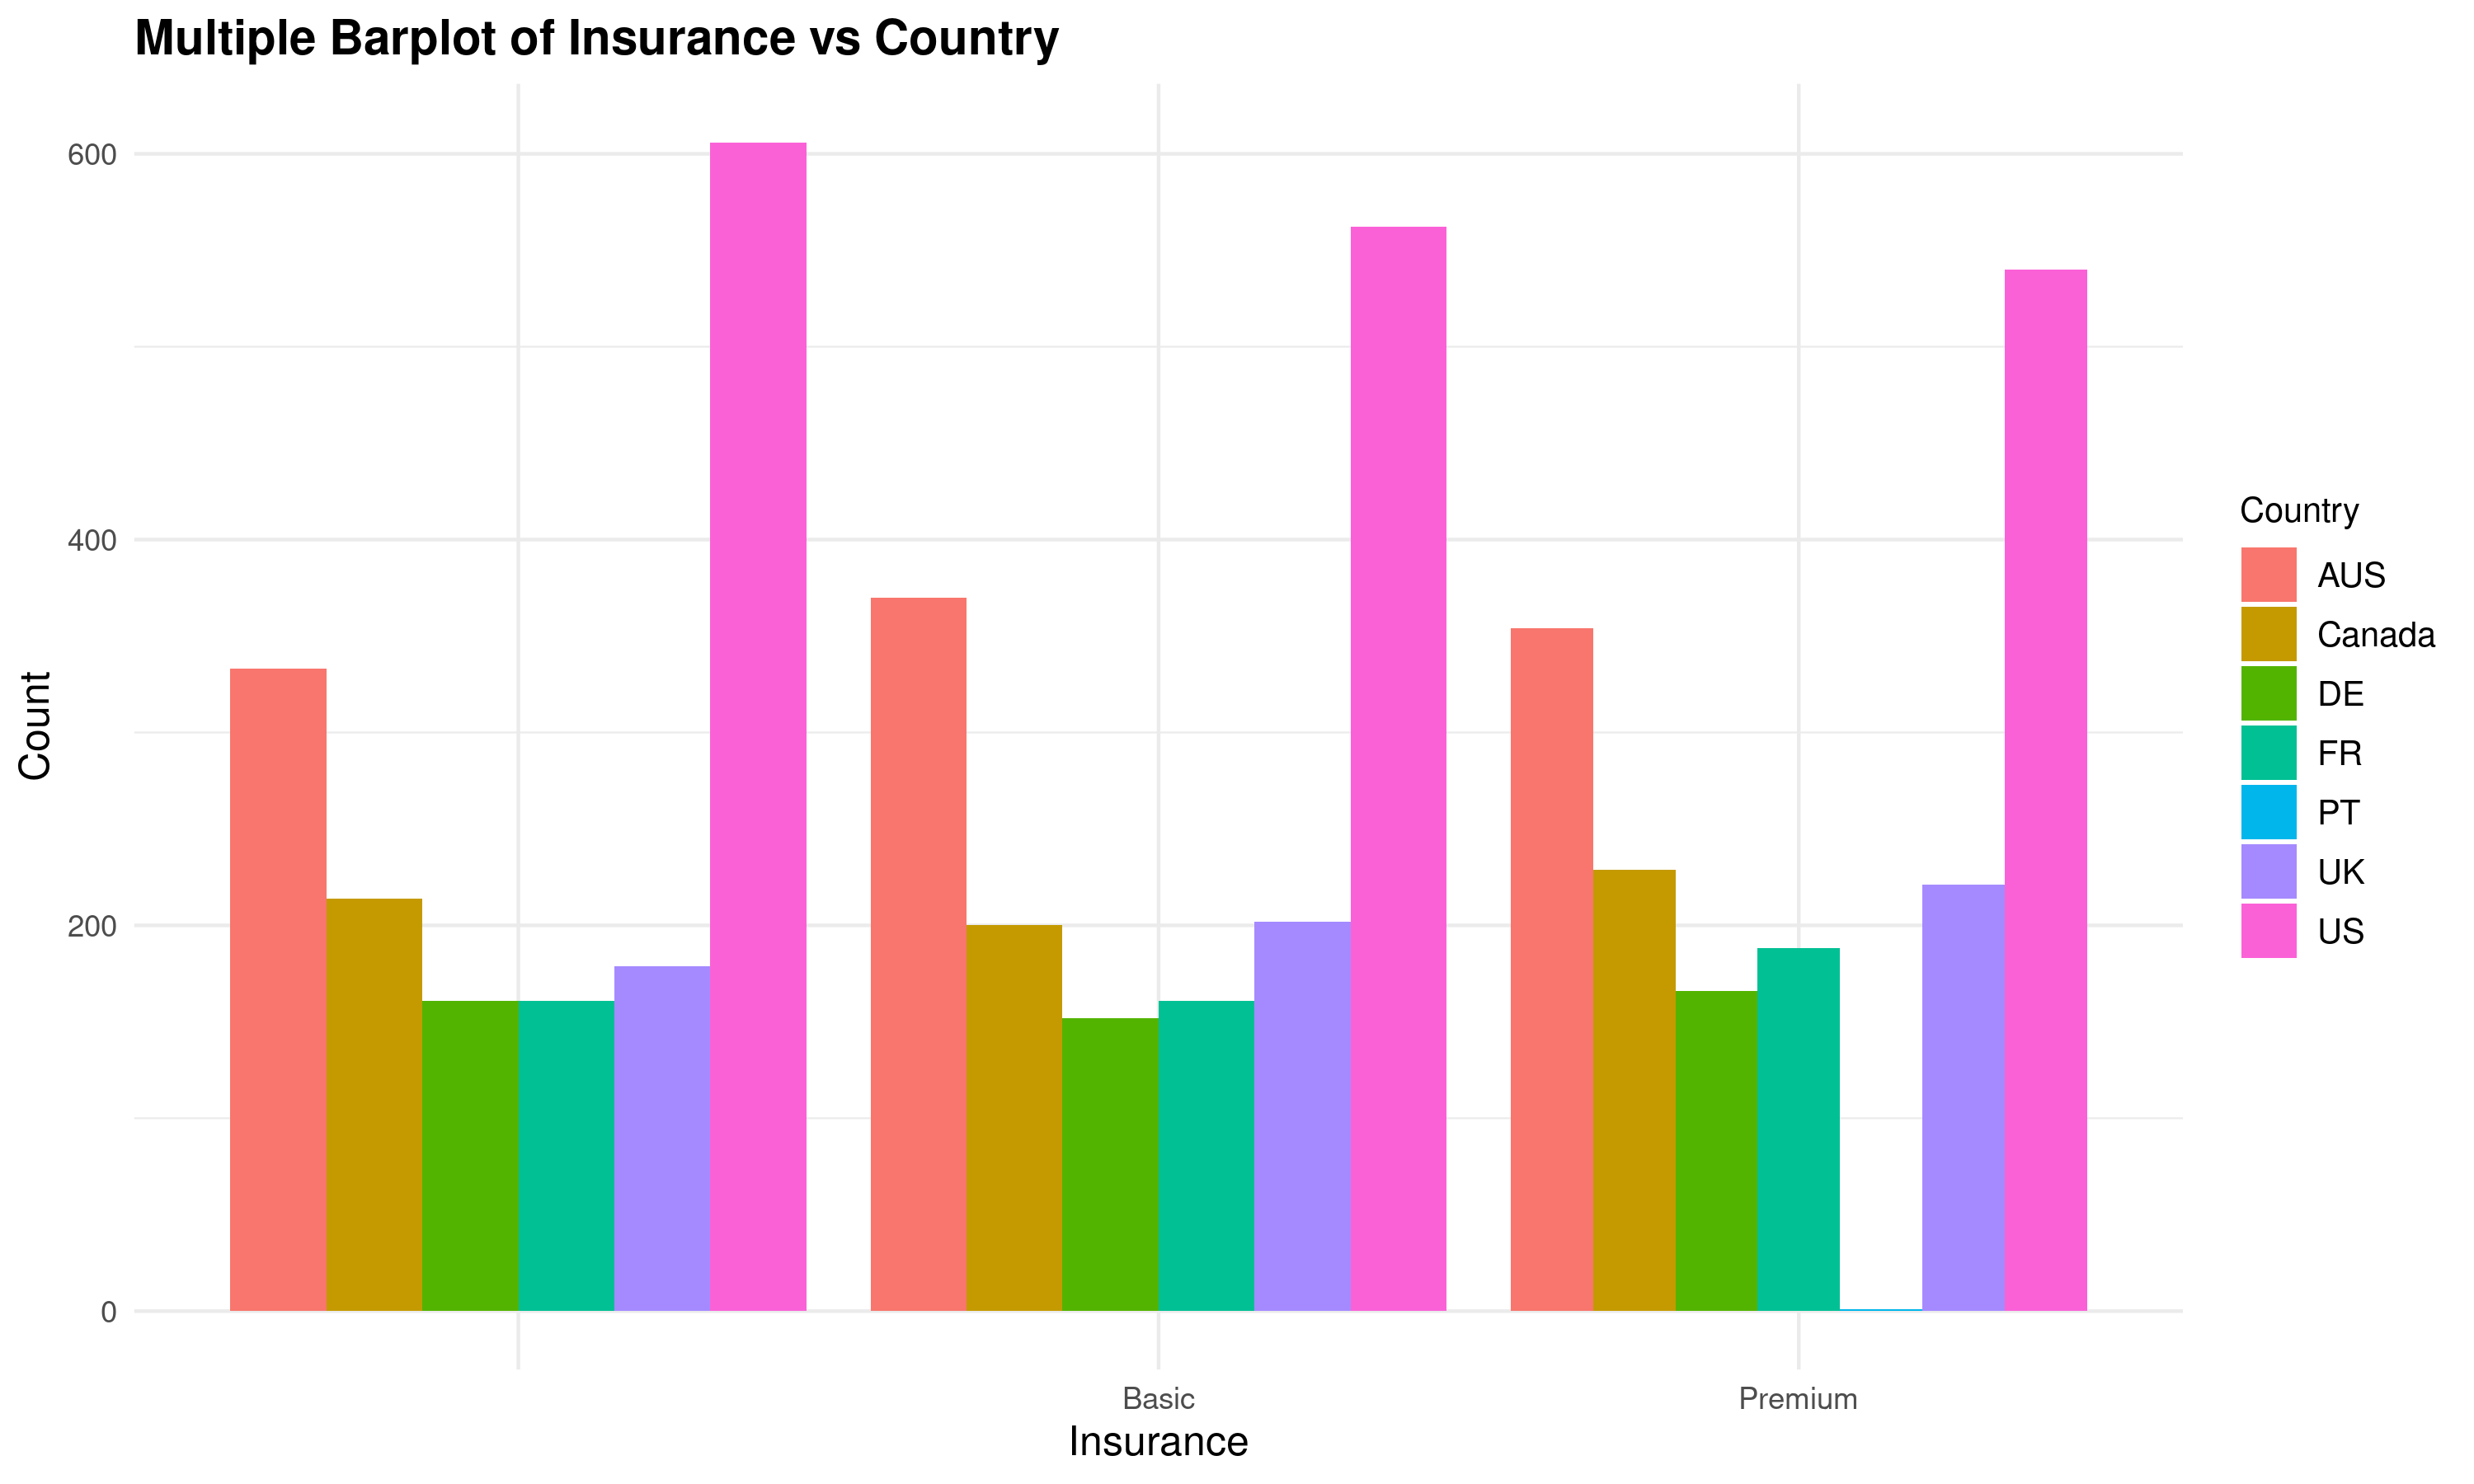 Multiple Barplot of Insurance vs Country
Count
600
400
200
0
Basic
Premium
Insurance
Country
AUS
Canada
DE
FR
PT
UK
US